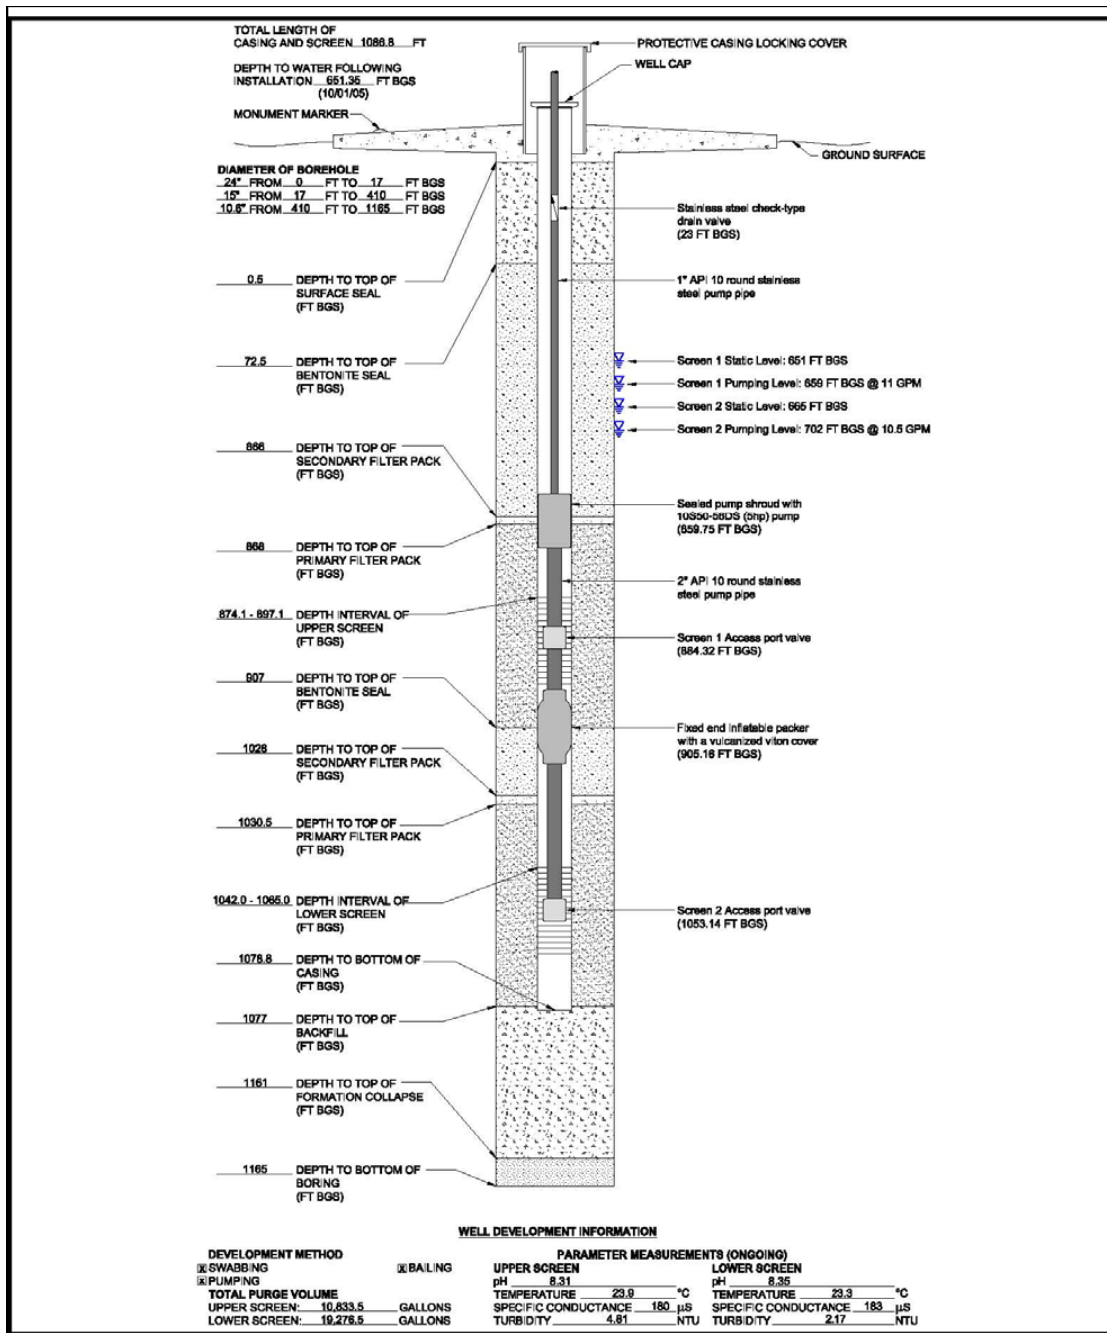 TOTAL LENGTH OF
CASING AND SCREEN 1086.8 FT
DEPTH TO WATER FOLLOWING
INSTALLATION 651.35 FT BGS
(10/01/05)
MONUMENT MARKER
DIAMETER OF BOREHOLE
24" FROM 0 FT TO 17 FT BGS
15" FROM 17 FT TO 410 FT BGS
10.6" FROM 410 FT TO 1165 FT BGS
0.5 DEPTH TO TOP OF
SURFACE SEAL
(FT BGS)
72.5 DEPTH TO TOP OF
BENTONITE SEAL
(FT BGS)
866 DEPTH TO TOP OF
SECONDARY FILTER PACK
(FT BGS)
868 DEPTH TO TOP OF
PRIMARY FILTER PACK
(FT BGS)
874.1 - 897.1 DEPTH INTERVAL OF
UPPER SCREEN
(FT BGS)
907 DEPTH TO TOP OF
BENTONITE SEAL
(FT BGS)
1028 DEPTH TO TOP OF
SECONDARY FILTER PACK
(FT BGS)
1030.5 DEPTH TO TOP OF
PRIMARY FILTER PACK
(FT BGS)
1042.0 - 1065.0 DEPTH INTERVAL OF
LOWER SCREEN
(FT BGS)
1076.8 DEPTH TO BOTTOM OF
CASING
(FT BGS)
1077 DEPTH TO TOP OF
BACKFILL
(FT BGS)
1161 DEPTH TO TOP OF
FORMATION COLLAPSE
(FT BGS)
1165 DEPTH TO BOTTOM OF
BORING
(FT BGS)
PROTECTIVE CASING LOCKING COVER
WELL CAP
GROUND SURFACE
Stainless steel check-type
drain valve
(23 FT BGS)
1" API 10 round stainless
steel pump pipe
Screen 1 Static Level: 651 FT BGS
Screen 1 Pumping Level: 659 FT BGS @ 11 GPM
Screen 2 Static Level: 665 FT BGS
Screen 2 Pumping Level: 702 FT BGS @ 10.5 GPM
Sealed pump shroud with
10S50-58DS (5hp) pump
(859.75 FT BGS)
2" API 10 round stainless
steel pump pipe
Screen 1 Access port valve
(884.32 FT BGS)
Fixed end inflatable packer
with a vulcanized viton cover
(905.16 FT BGS)
Screen 2 Access port valve
(1053.14 FT BGS)
WELL DEVELOPMENT INFORMATION
DEVELOPMENT METHOD
SWABBING BAILING
PUMPING
TOTAL PURGE VOLUME
UPPER SCREEN: 10,833.5 GALLONS
LOWER SCREEN: 19,276.5 GALLONS
PARAMETER MEASUREMENTS (ONGOING)
UPPER SCREEN
pH 8.31
TEMPERATURE 23.9 °C
SPECIFIC CONDUCTANCE 180 µS
TURBIDITY 4.81 NTU
LOWER SCREEN
pH 8.35
TEMPERATURE 23.3 °C
SPECIFIC CONDUCTANCE 183 µS
TURBIDITY 2.17 NTU